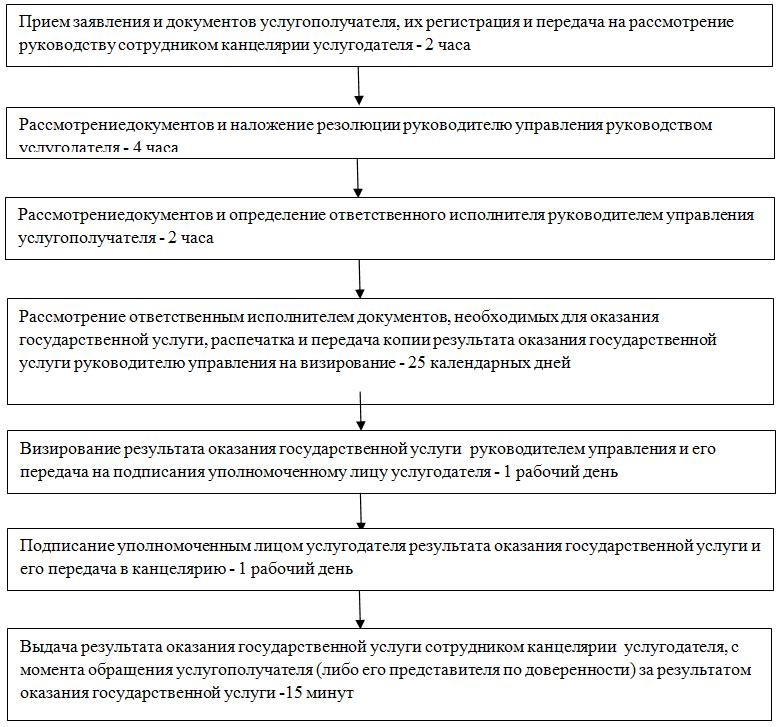 Прием заявления и документов услугополучателя, их регистрация и передача на рассмотрение
руководству сотрудником канцелярии услугодателя - 2 часа
Рассмотрениедокументов и наложение резолюции руководителю управления руководством
услугодателя - 4 часа
Рассмотрениедокументов и определение ответственного исполнителя руководителем управления
услугополучателя - 2 часа
Рассмотрение ответственным исполнителем документов, необходимых для оказания
государственной услуги, распечатка и передача копии результата оказания государственной
услуги руководителю управления на визирование - 25 календарных дней
Визирование результата оказания государственной услуги руководителем управления и его
передача на подписания уполномоченному лицу услугодателя - 1 рабочий день
Подписание уполномоченным лицом услугодателя результата оказания государственной услуги и
его передача в канцелярию - 1 рабочий день
Выдача результата оказания государственной услуги сотрудником канцелярии услугодателя, с
момента обращения услугополучателя (либо его представителя по доверенности) за результатом
оказания государственной услуги -15 минут